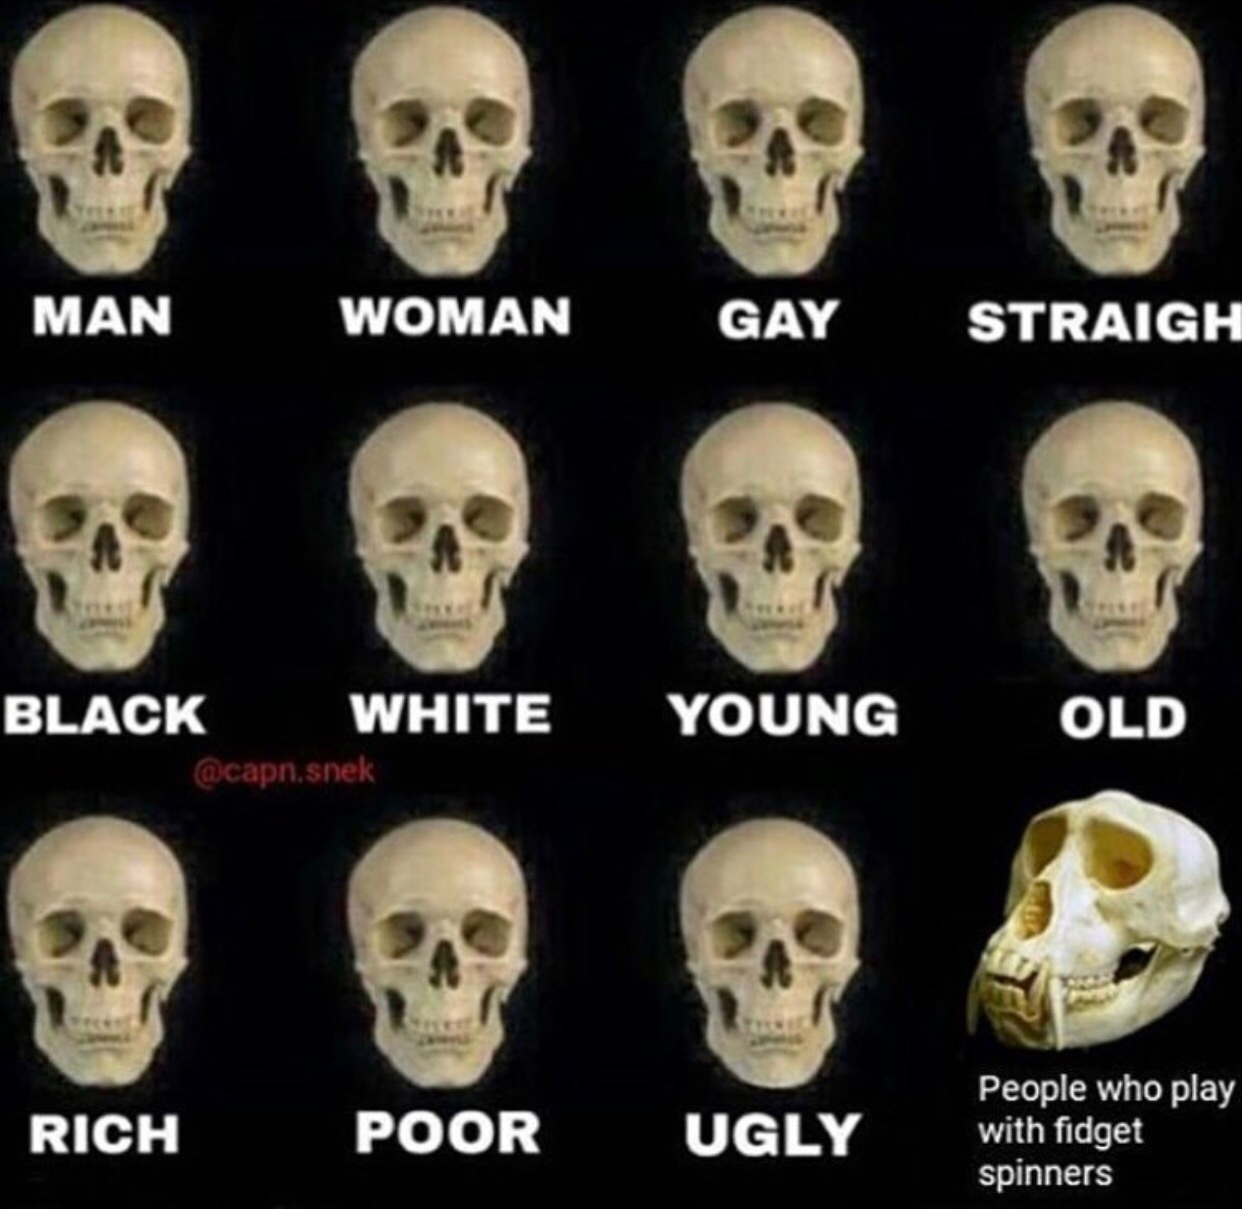 MAN
WOMAN
GAY
STRAIGH
BLACK
WHITE
YOUNG
OLD
@capn.snek
RICH
POOR
UGLY
People who play
with fidget
spinners